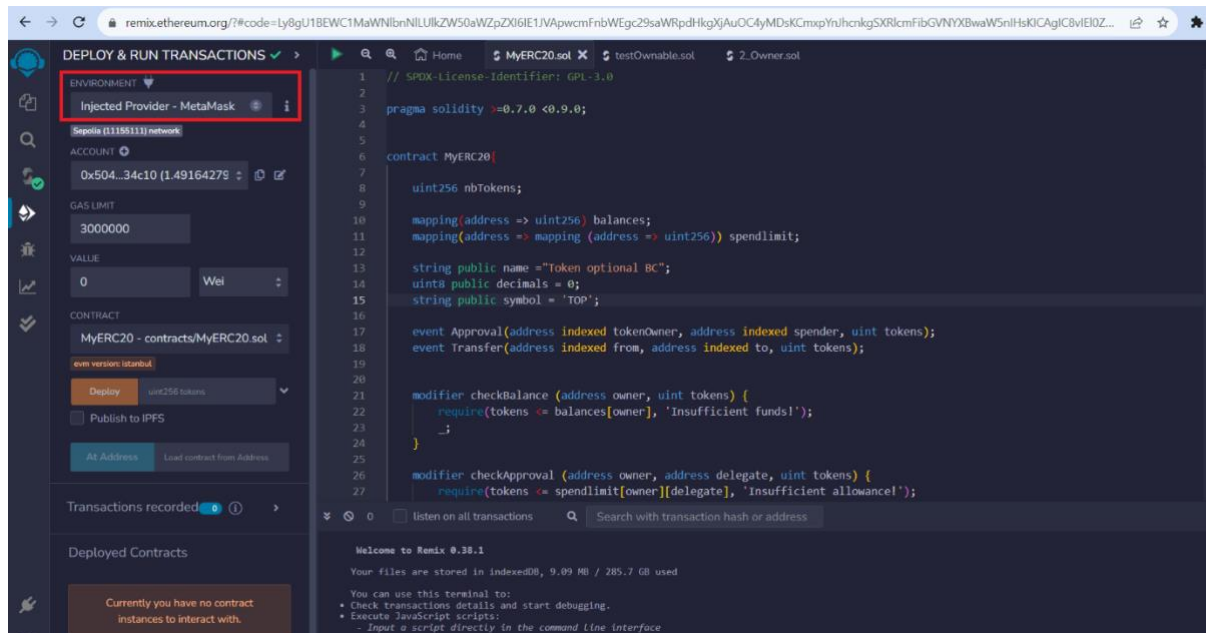 remix.ethereum.org/?#code=Ly8gU1BEWC1MaWNlbnNlLUlkZW50aWZpZXI6IE1JVApwcmFnbWEgc29saWRpdHkgXjAuOC4yMDsKCmxpYnJhcnkgSXRlcmFibGVNYXBwaW5nIHsKICAgIC8vIEl0Z...
DEPLOY & RUN TRANSACTIONS
ENVIRONMENT
Injected Provider - MetaMask
Sepolia (11155111) network
ACCOUNT
0x504...34c10 (1.49164279
GAS LIMIT
3000000
VALUE
0 Wei
CONTRACT
MyERC20 - contracts/MyERC20.sol
evm version: istanbul
Deploy uint256 tokens
Publish to IPFS
At Address Load contract from Address
Transactions recorded 0
Deployed Contracts
Currently you have no contract
instances to interact with.
Home MyERC20.sol testOwnable.sol 2_Owner.sol
1 // SPDX-License-Identifier: GPL-3.0
2
3 pragma solidity >=0.7.0 <0.9.0;
4
5
6 contract MyERC20{
7
8 uint256 nbTokens;
9
10 mapping(address => uint256) balances;
11 mapping(address => mapping (address => uint256)) spendlimit;
12
13 string public name ="Token optional BC";
14 uint8 public decimals = 0;
15 string public symbol = 'TOP';
16
17 event Approval(address indexed tokenOwner, address indexed spender, uint tokens);
18 event Transfer(address indexed from, address indexed to, uint tokens);
19
20
21 modifier checkBalance (address owner, uint tokens) {
22 require(tokens <= balances[owner], 'Insufficient funds!');
23 _;
24 }
25
26 modifier checkApproval (address owner, address delegate, uint tokens) {
27 require(tokens <= spendlimit[owner][delegate], 'Insufficient allowance!');
0 listen on all transactions Search with transaction hash or address
Welcome to Remix 0.38.1
Your files are stored in indexedDB, 9.09 MB / 285.7 GB used
You can use this terminal to:
• Check transactions details and start debugging.
• Execute JavaScript scripts:
- Input a script directly in the command line interface